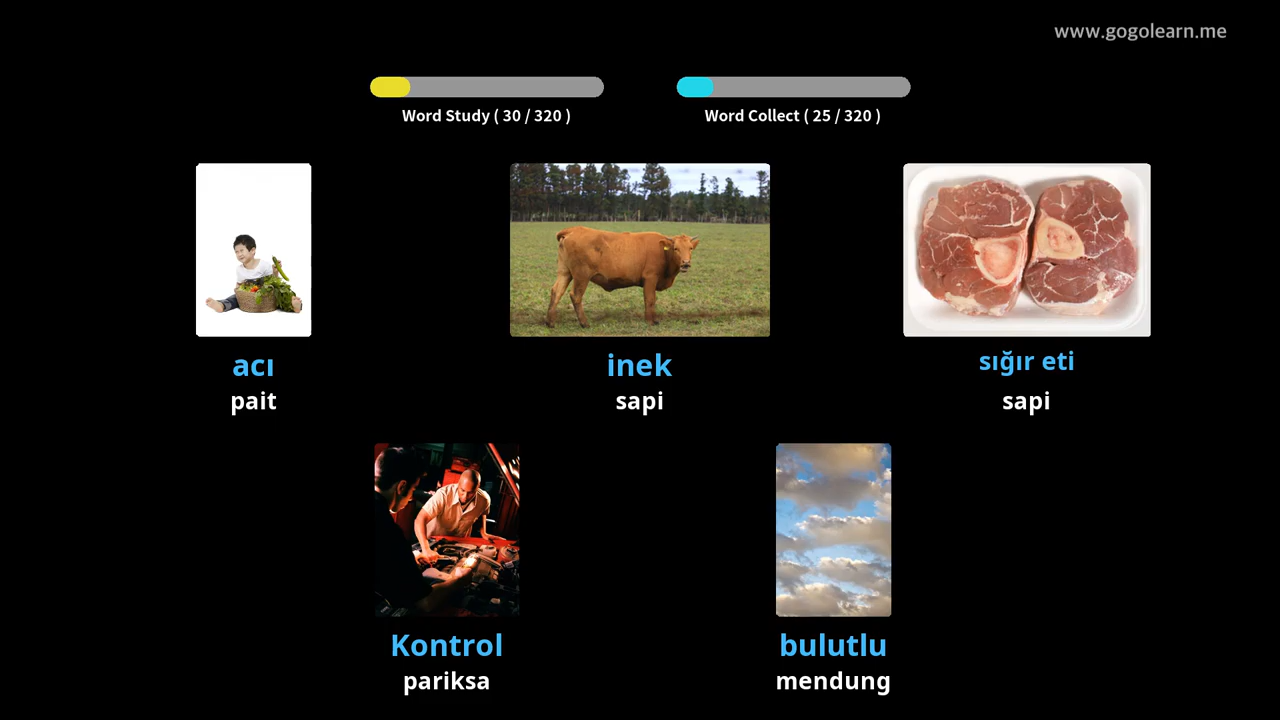 www.gogolearn.me
Word Study ( 30 / 320 )
Word Collect ( 25 / 320 )
acı
pait
inek
sapi
sığır eti
sapi
Kontrol
pariksa
bulutlu
mendung